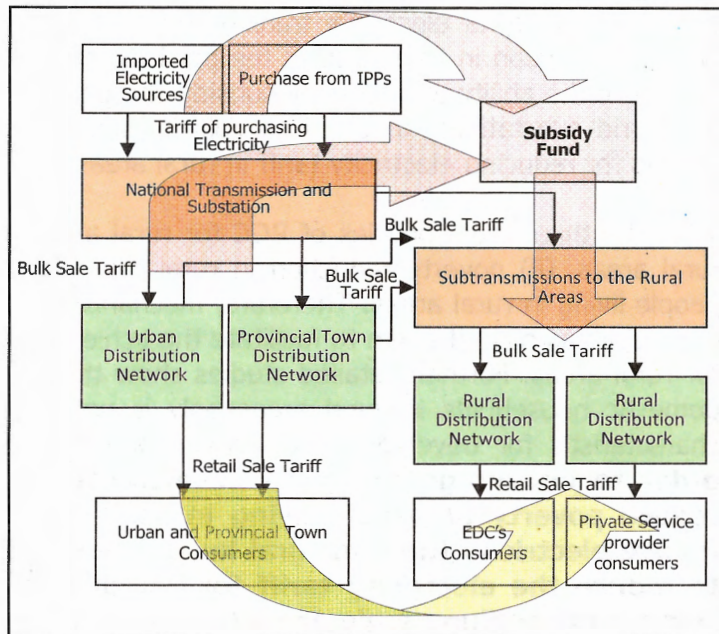 Imported
Electricity
Sources
Purchase from IPPs
Tariff of purchasing
Electricity
Subsidy
Fund
National Transmission and
Substation
Bulk Sale Tariff
Bulk Sale Tariff
Bulk Sale
Tariff
Subtransmissions to the Rural
Areas
Urban
Distribution
Network
Provincial Town
Distribution
Network
Bulk Sale Tariff
Rural
Distribution
Network
Rural
Distribution
Network
Retail Sale Tariff
Retail Sale Tariff
Urban and Provincial Town
Consumers
EDC's
Consumers
Private Service
provider
consumers